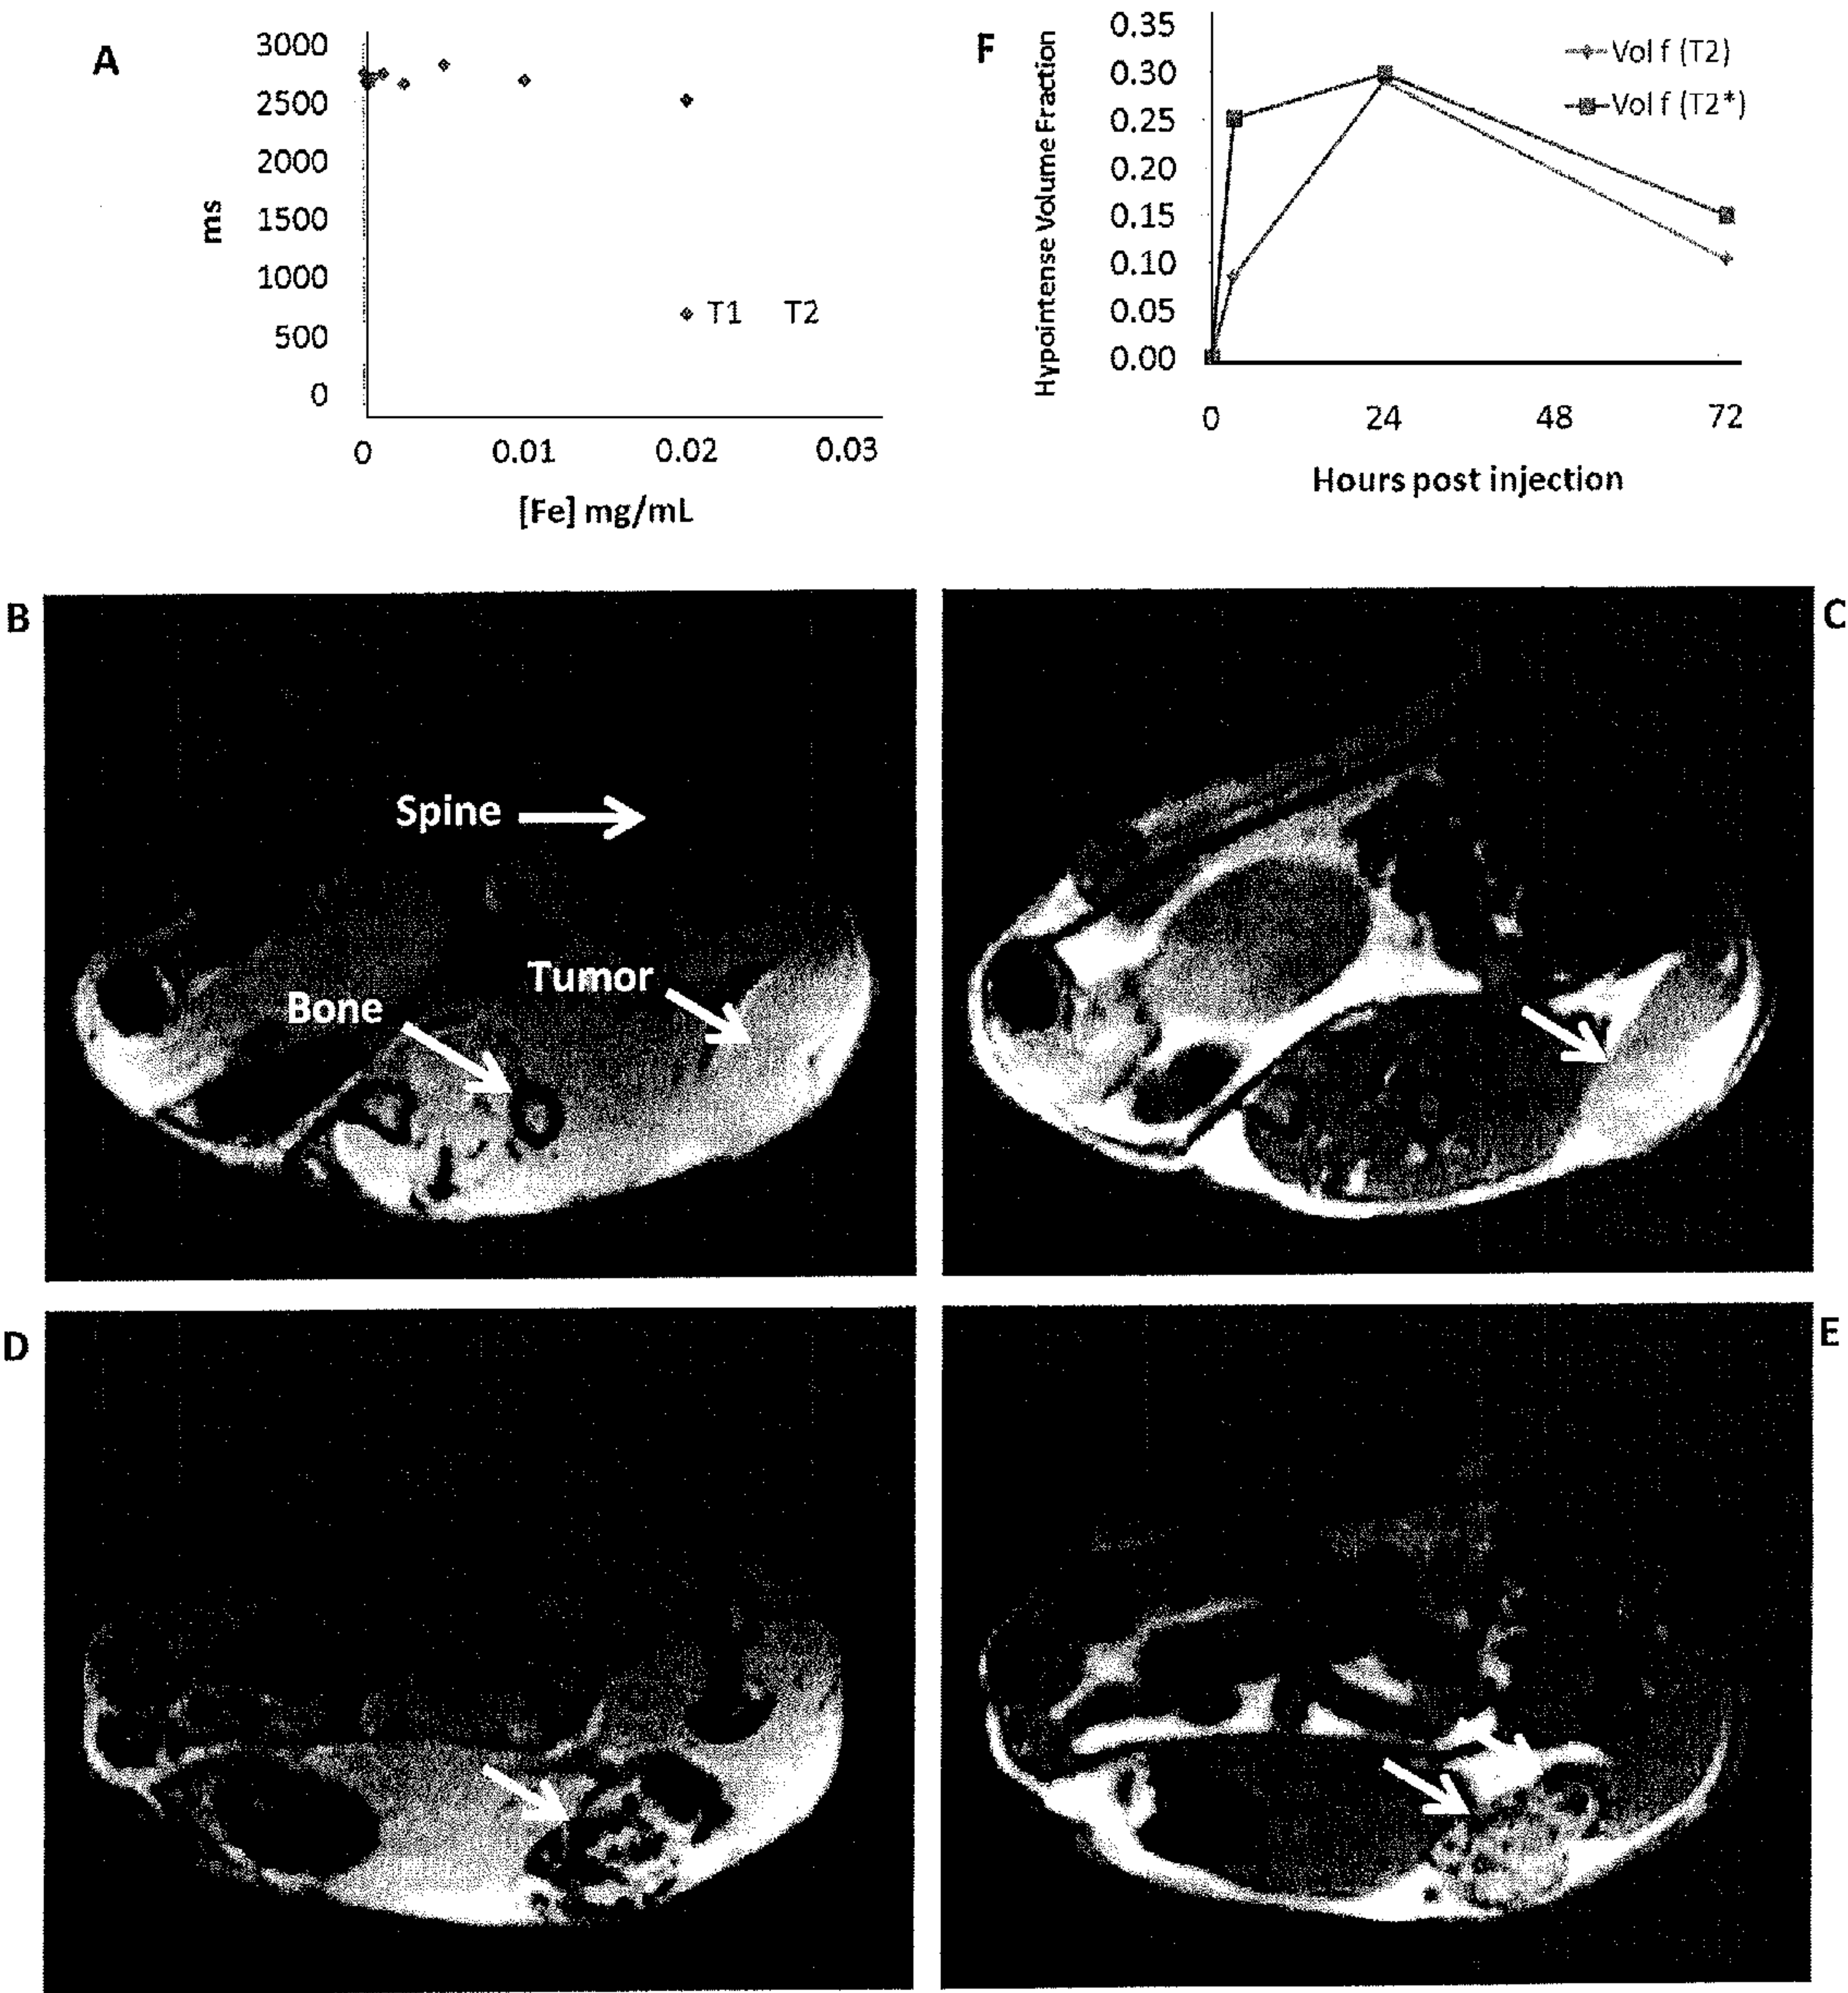 A
ms
3000
2500
2000
1500
1000
500
0
T1 T2
0 0.01 0.02 0.03
[Fe] mg/mL
F
Hypointense Volume Fraction
0.35
0.30
0.25
0.20
0.15
0.10
0.05
0.00
Vol f (T2)
Vol f (T2*)
0 24 48 72
Hours post injection
B
Spine
Tumor
Bone
C
D
E